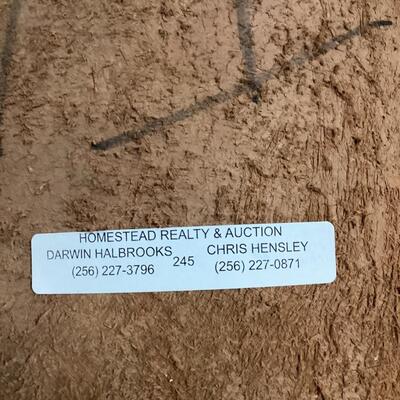 HOMESTEAD REALTY & AUCTION
DARWIN HALBROOKS 245 CHRIS HENSLEY
(256) 227-3796 (256) 227-0871